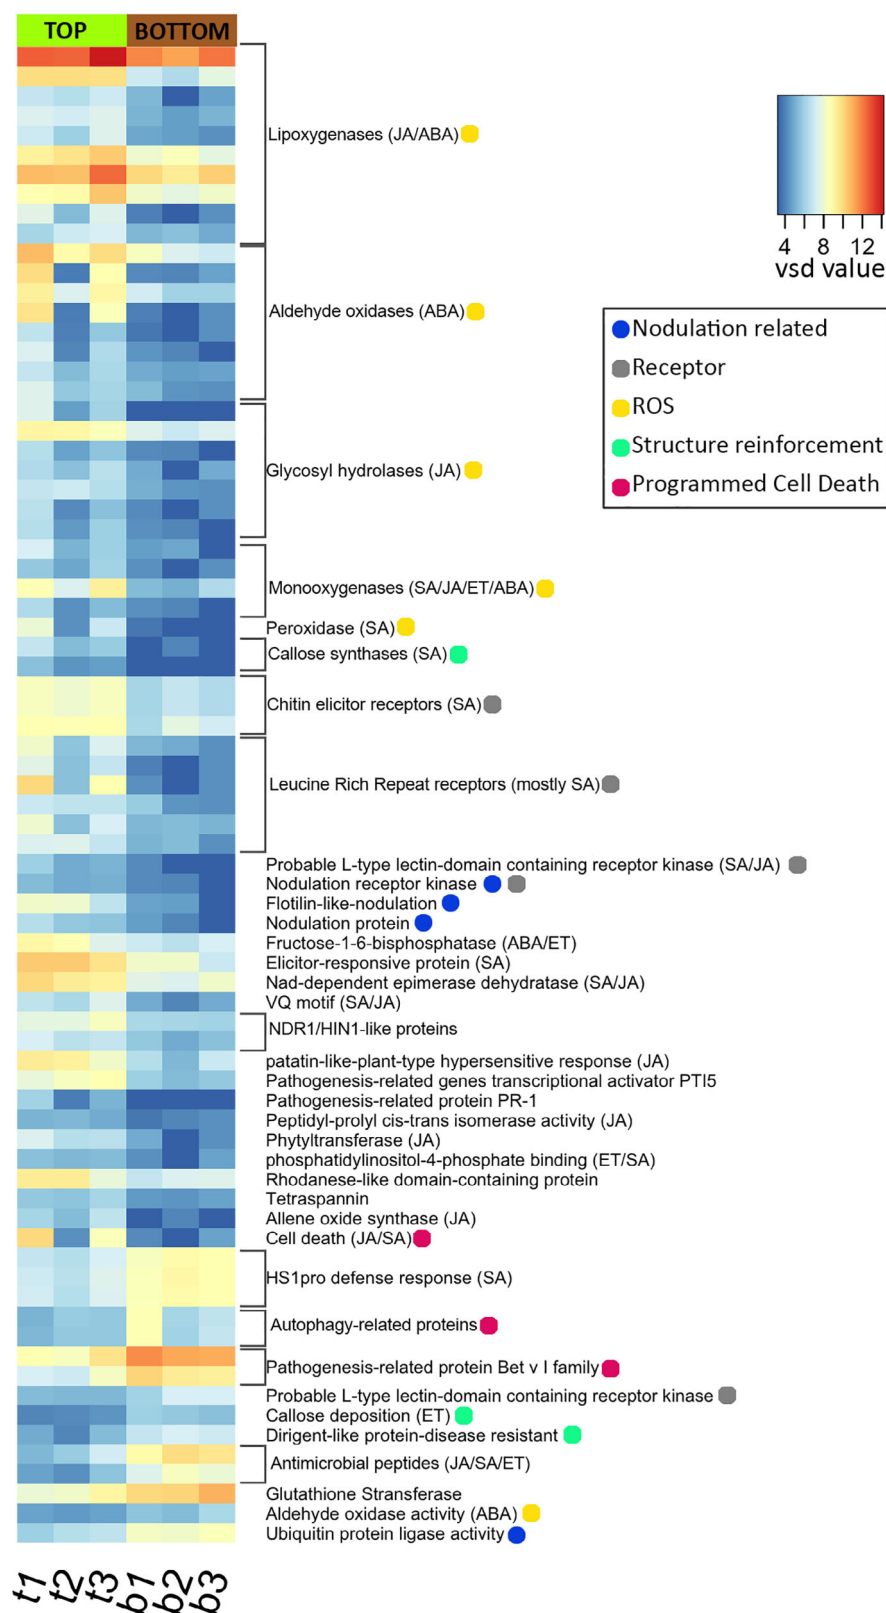 TOP BOTTOM
Lipoxygenases (JA/ABA)
4 8 12
vsd value
Aldehyde oxidases (ABA)
Nodulation related
Receptor
ROS
Structure reinforcement
Programmed Cell Death
Glycosyl hydrolases (JA)
Monooxygenases (SA/JA/ET/ABA)
Peroxidase (SA)
Callose synthases (SA)
Chitin elicitor receptors (SA)
Leucine Rich Repeat receptors (mostly SA)
Probable L-type lectin-domain containing receptor kinase (SA/JA)
Nodulation receptor kinase
Flotilin-like-nodulation
Nodulation protein
Fructose-1-6-bisphosphatase (ABA/ET)
Elicitor-responsive protein (SA)
Nad-dependent epimerase dehydratase (SA/JA)
VQ motif (SA/JA)
NDR1/HIN1-like proteins
patatin-like-plant-type hypersensitive response (JA)
Pathogenesis-related genes transcriptional activator PTI5
Pathogenesis-related protein PR-1
Peptidyl-prolyl cis-trans isomerase activity (JA)
Phytyltransferase (JA)
phosphatidylinositol-4-phosphate binding (ET/SA)
Rhodanese-like domain-containing protein
Tetraspannin
Allene oxide synthase (JA)
Cell death (JA/SA)
HS1pro defense response (SA)
Autophagy-related proteins
Pathogenesis-related protein Bet v I family
Probable L-type lectin-domain containing receptor kinase
Callose deposition (ET)
Dirigent-like protein-disease resistant
Antimicrobial peptides (JA/SA/ET)
Glutathione Stransferase
Aldehyde oxidase activity (ABA)
Ubiquitin protein ligase activity
t1 t2 t3 b1 b2 b3